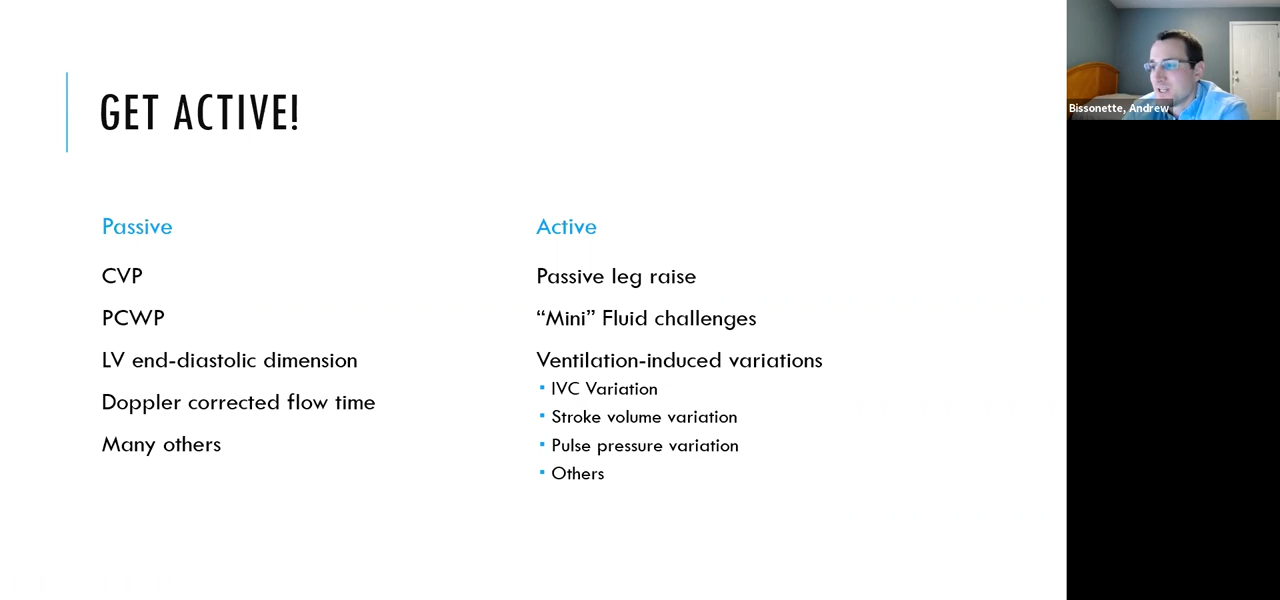 GET ACTIVE!
Passive
CVP
PCWP
LV end-diastolic dimension
Doppler corrected flow time
Many others
Active
Passive leg raise
“Mini” Fluid challenges
Ventilation-induced variations
▪ IVC Variation
▪ Stroke volume variation
▪ Pulse pressure variation
▪ Others
Bissonette, Andrew